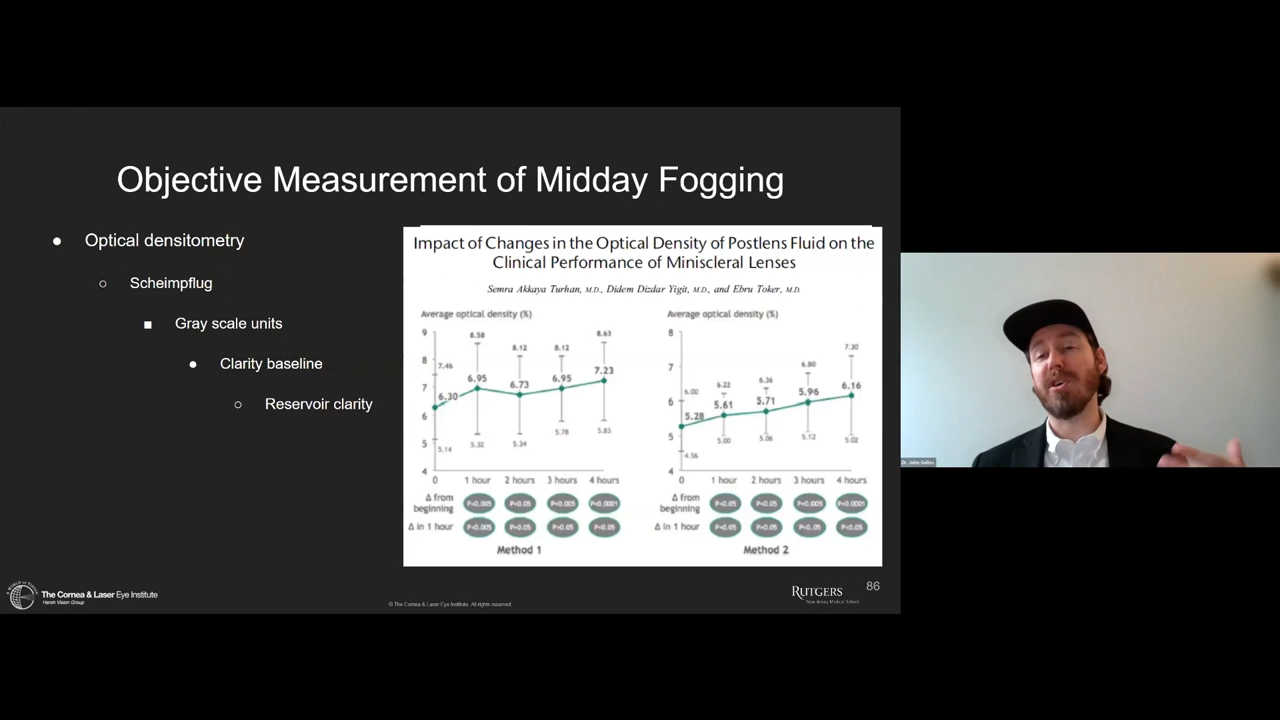 Objective Measurement of Midday Fogging
● Optical densitometry
○ Scheimpflug
■ Gray scale units
● Clarity baseline
○ Reservoir clarity
Impact of Changes in the Optical Density of Postlens Fluid on the
Clinical Performance of Miniscleral Lenses
Semra Akkaya Turhan, M.D., Didem Dizdar Yigit, M.D., and Ebru Toker, M.D.
Average optical density (%)
9
8
7
6
5
4
7.46
6.30
5.14
8.58
6.95
5.32
8.12
6.73
5.34
8.12
6.95
5.78
8.63
7.23
5.83
0 1 hour 2 hours 3 hours 4 hours
Δ from
beginning
P<0.005 P<0.05 P<0.005 P<0.0001
Δ in 1 hour
P<0.005 P>0.05 P>0.05 P<0.05
Method 1
Average optical density (%)
8
7
6
5
4
6.00
5.28
4.56
6.22
5.61
5.00
6.36
5.71
5.06
6.80
5.96
5.12
7.30
6.16
5.02
0 1 hour 2 hours 3 hours 4 hours
Δ from
beginning
P<0.05 P<0.05 P<0.005 P<0.0001
Δ in 1 hour
P<0.05 P>0.05 P<0.05 P<0.05
Method 2
The Cornea & Laser Eye Institute
Hersh Vision Group
© The Cornea & Laser Eye Institute. All rights reserved.
RUTGERS
New Jersey Medical School
86
Dr. John Gelles